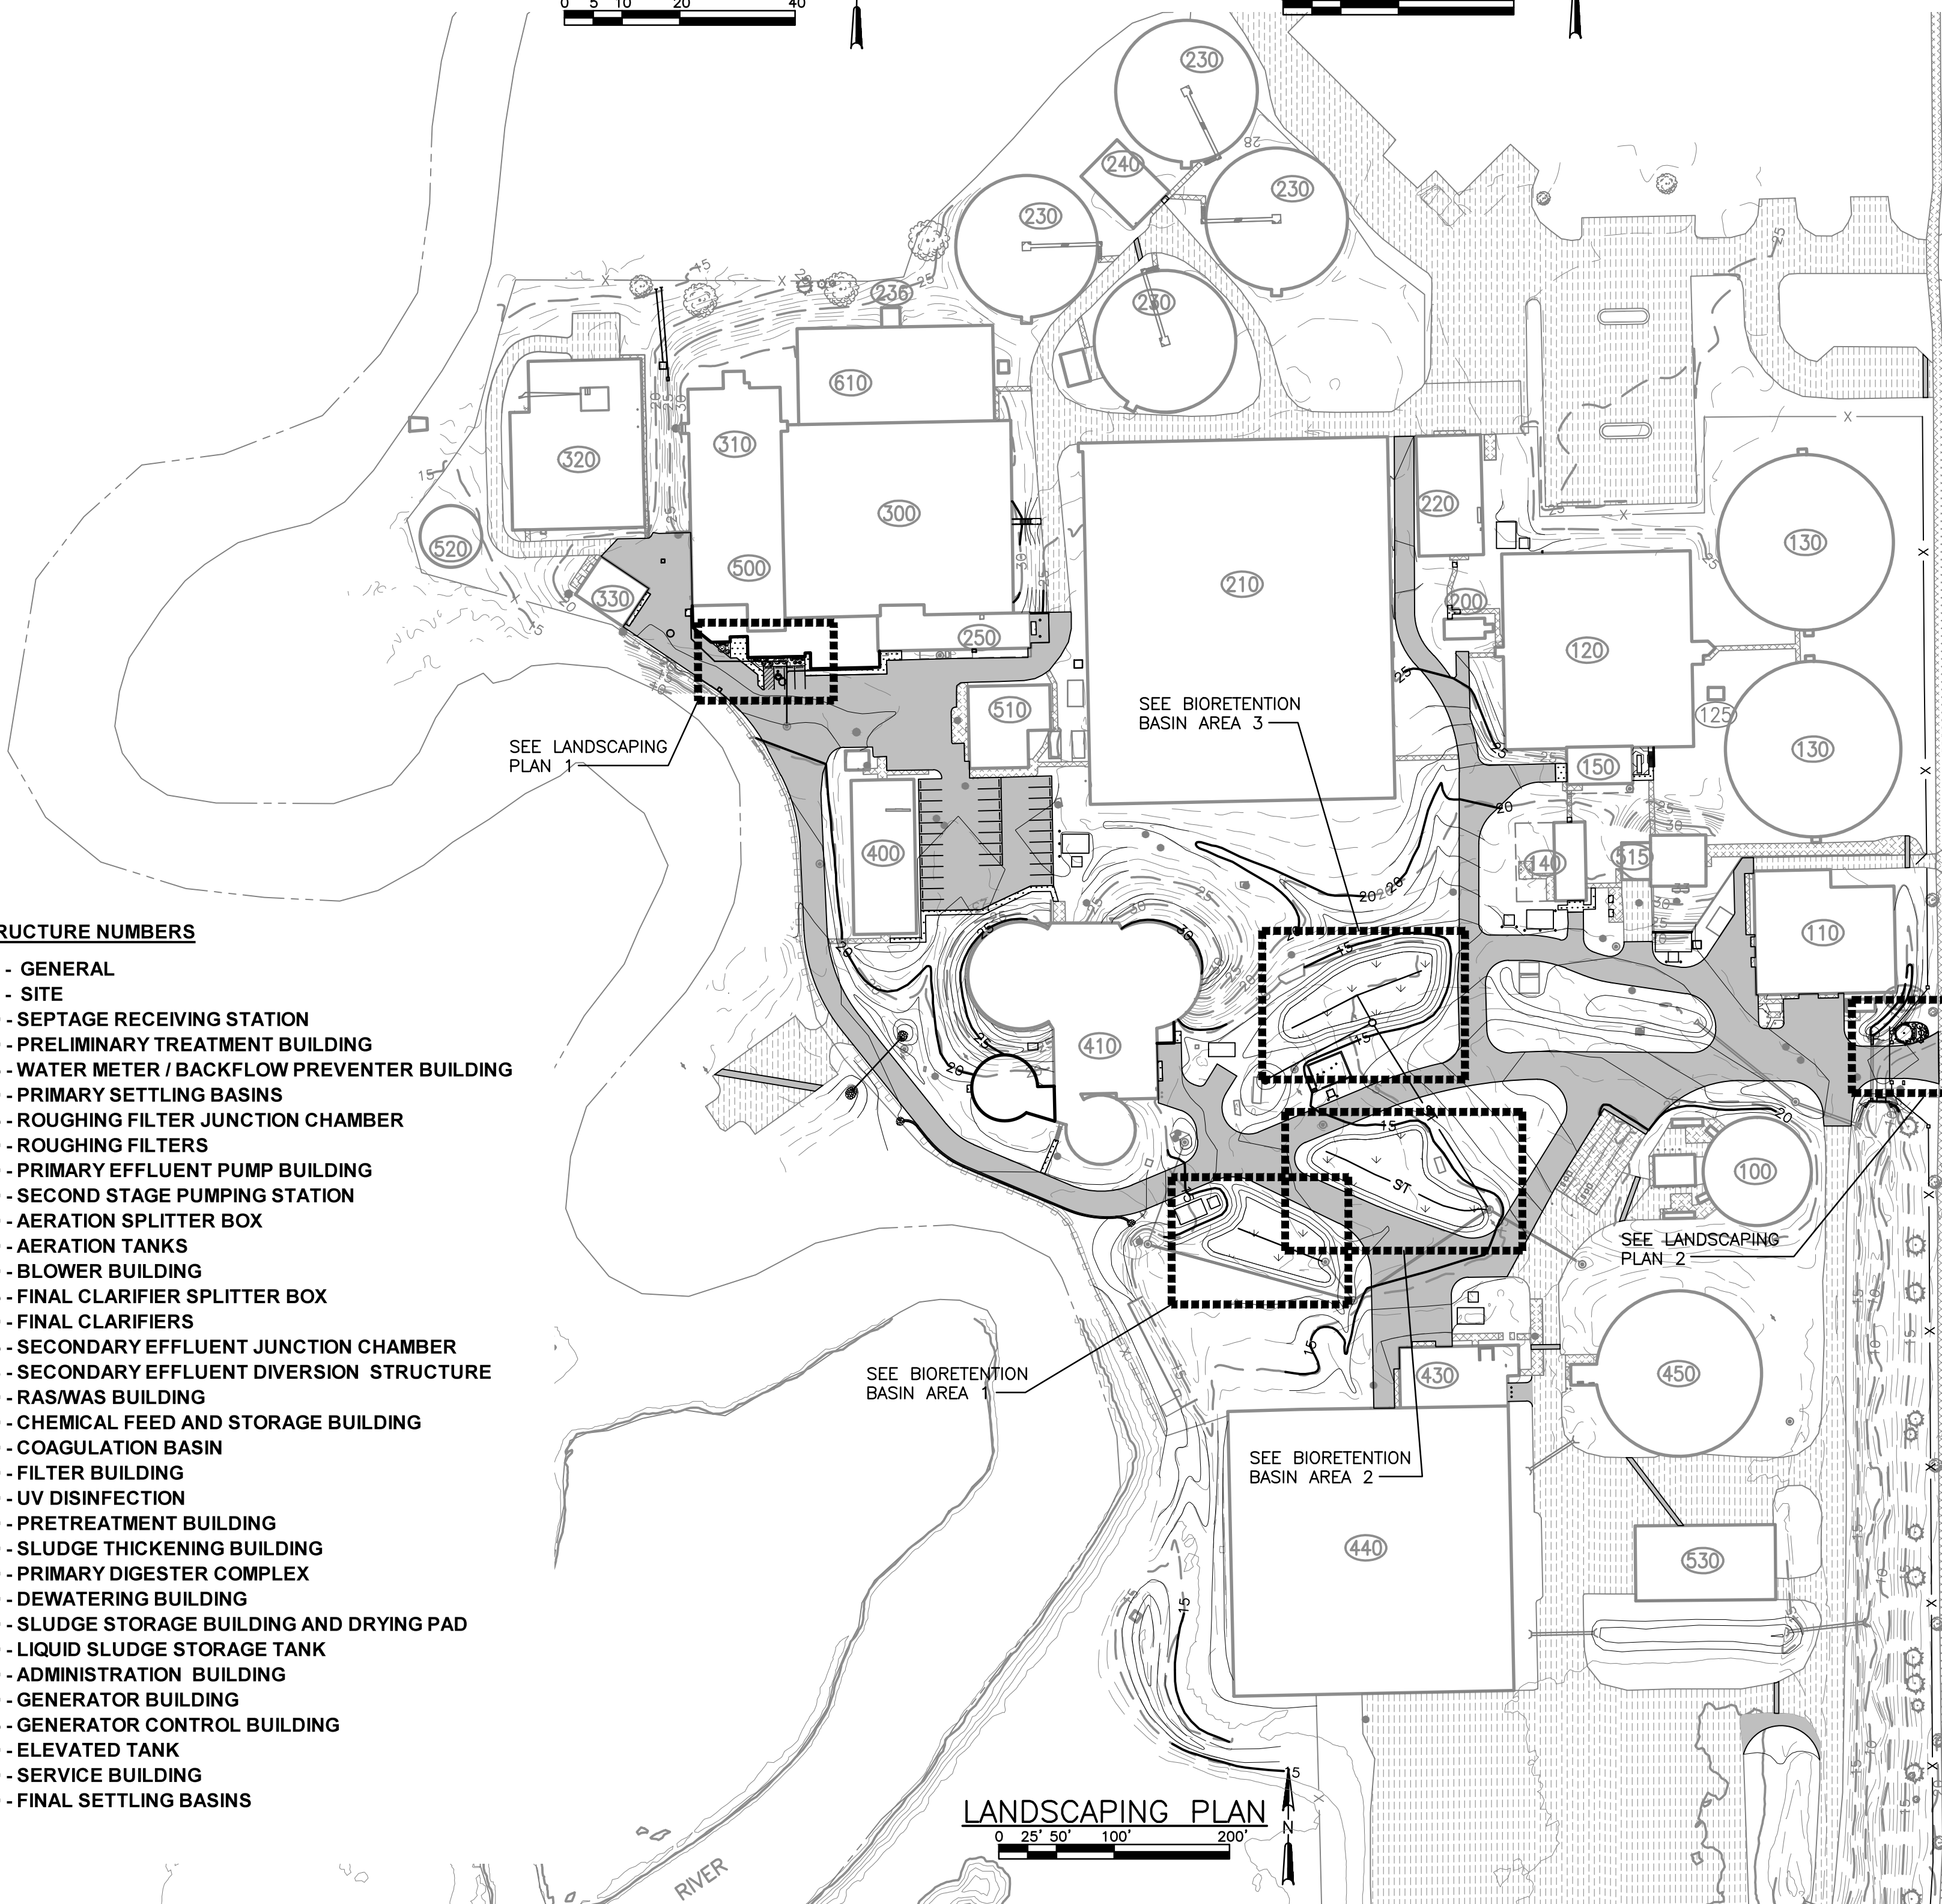 0 5 10 20 40
230
28
240
230
230
25
45
236
25
230
25
610
310
320
20 25 30
15
300
220
130
520
500
210
25
330
30
25
200
120
15
250
25
510
SEE BIORETENTION
BASIN AREA 3
125
130
SEE LANDSCAPING
PLAN 1
150
20
25
30
400
140
515
20
20
25
30
30
25
25
30
110
15
20
410
25
20
15
15
20
100
ST
SEE LANDSCAPING
PLAN 2
15
430
450
SEE BIORETENTION
BASIN AREA 1
SEE BIORETENTION
BASIN AREA 2
440
530
15
15
15
RUCTURE NUMBERS
- GENERAL
- SITE
- SEPTAGE RECEIVING STATION
- PRELIMINARY TREATMENT BUILDING
- WATER METER / BACKFLOW PREVENTER BUILDING
- PRIMARY SETTLING BASINS
- ROUGHING FILTER JUNCTION CHAMBER
- ROUGHING FILTERS
- PRIMARY EFFLUENT PUMP BUILDING
- SECOND STAGE PUMPING STATION
- AERATION SPLITTER BOX
- AERATION TANKS
- BLOWER BUILDING
- FINAL CLARIFIER SPLITTER BOX
- FINAL CLARIFIERS
- SECONDARY EFFLUENT JUNCTION CHAMBER
- SECONDARY EFFLUENT DIVERSION STRUCTURE
- RAS/WAS BUILDING
- CHEMICAL FEED AND STORAGE BUILDING
- COAGULATION BASIN
- FILTER BUILDING
- UV DISINFECTION
- PRETREATMENT BUILDING
- SLUDGE THICKENING BUILDING
- PRIMARY DIGESTER COMPLEX
- DEWATERING BUILDING
- SLUDGE STORAGE BUILDING AND DRYING PAD
- LIQUID SLUDGE STORAGE TANK
- ADMINISTRATION BUILDING
- GENERATOR BUILDING
- GENERATOR CONTROL BUILDING
- ELEVATED TANK
- SERVICE BUILDING
- FINAL SETTLING BASINS
LANDSCAPING PLAN
0 25' 50' 100' 200'
N
RIVER